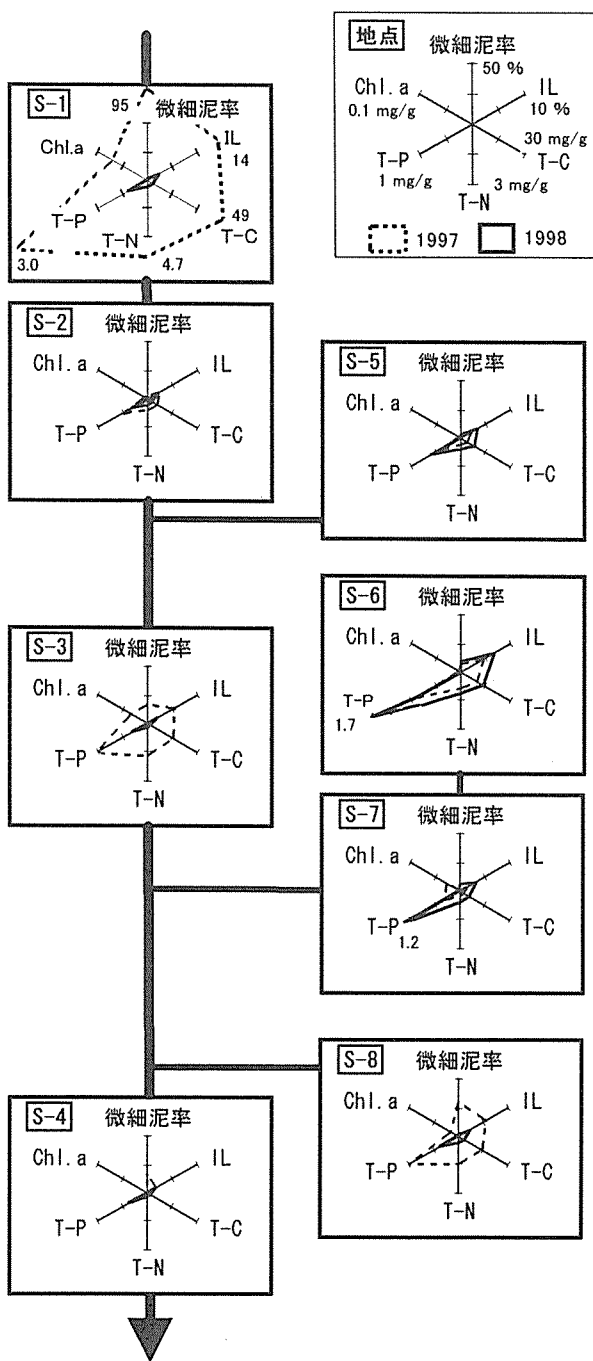 地点
微細泥率
50 %
Chl.a
IL
0.1 mg/g
10 %
30 mg/g
T-P
T-C
1 mg/g
3 mg/g
T-N
1997
1998
S-1
95
微細泥率
IL
14
Chl.a
49
T-P
T-C
T-N
3.0
4.7
S-2
微細泥率
Chl.a
IL
T-P
T-C
T-N
S-5
微細泥率
Chl.a
IL
T-P
T-C
T-N
S-3
微細泥率
Chl.a
IL
T-P
T-C
T-N
S-6
微細泥率
IL
T-P
1.7
T-C
T-N
S-7
微細泥率
Chl.a
IL
T-P
1.2
T-C
T-N
S-4
微細泥率
Chl.a
IL
T-P
T-C
T-N
S-8
微細泥率
Chl.a
IL
T-P
T-C
T-N